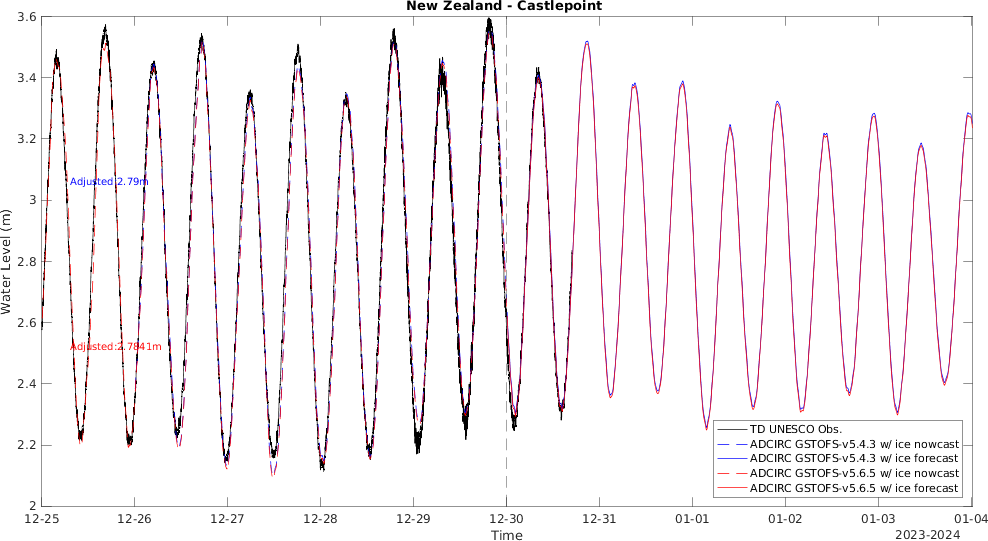 New Zealand - Castlepoint
3.6
3.4
3.2
3
2.8
2.6
2.4
2.2
2
Water Level (m)
Adjusted:2.79m
Adjusted:2.7841m
TD UNESCO Obs.
ADCIRC GSTOFS-v5.4.3 w/ ice nowcast
ADCIRC GSTOFS-v5.4.3 w/ ice forecast
ADCIRC GSTOFS-v5.6.5 w/ ice nowcast
ADCIRC GSTOFS-v5.6.5 w/ ice forecast
12-25 12-26 12-27 12-28 12-29 12-30 12-31 01-01 01-02 01-03 01-04
Time
2023-2024